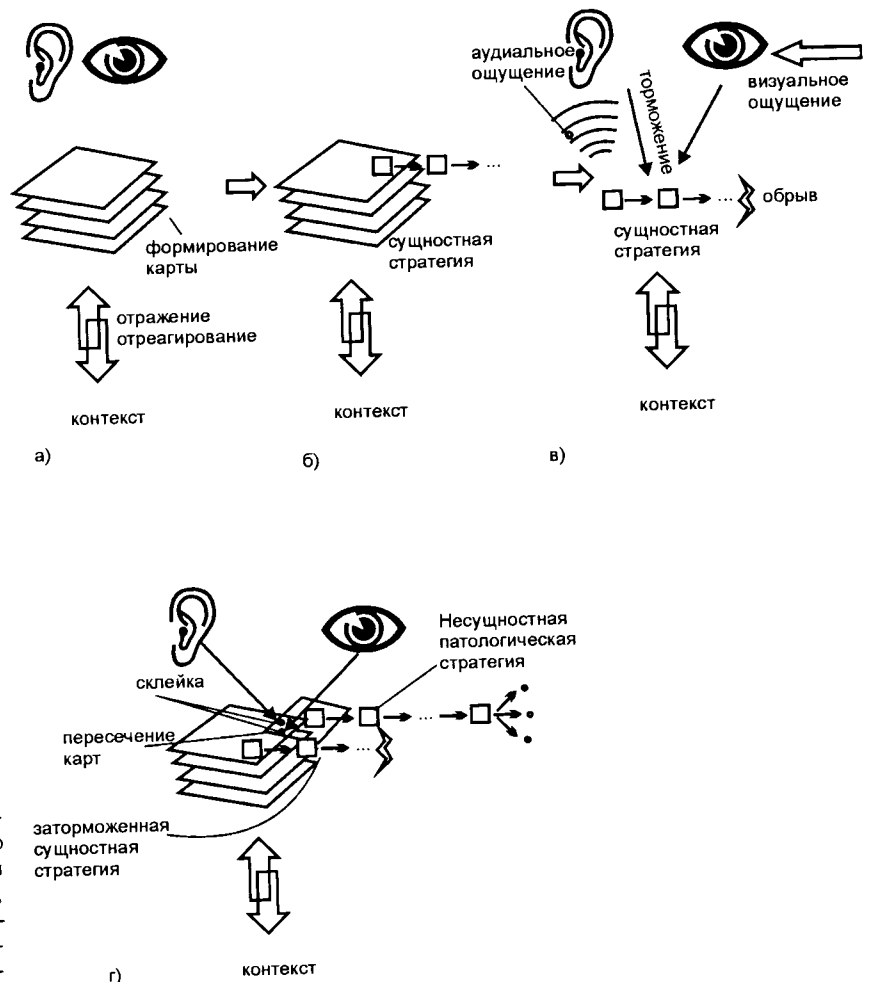 аудиальное
ощущение
торможение
визуальное
ощущение
формирование
карты
сущностная
стратегия
обрыв
сущностная
стратегия
отражение
отреагирование
контекст
контекст
контекст
а)
б)
в)
Несущностная
патологическая
стратегия
склейка
пересечение
карт
заторможенная
сущностная
стратегия
контекст
г)